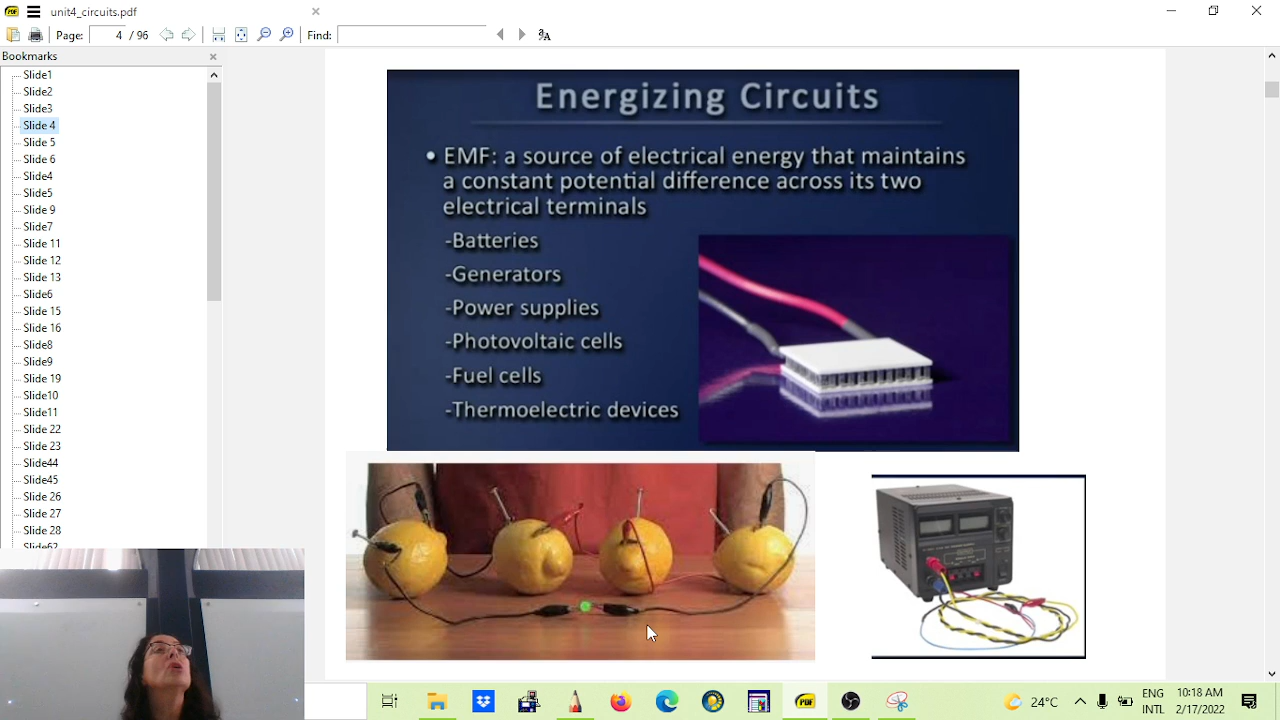 unit4_circuits.pdf
Page: 4 / 96 Find:
Bookmarks
Slide1
Slide2
Slide3
Slide 4
Slide 5
Slide 6
Slide4
Slide5
Slide 9
Slide7
Slide 11
Slide 12
Slide 13
Slide6
Slide 15
Slide 16
Slide8
Slide9
Slide 19
Slide10
Slide11
Slide 22
Slide 23
Slide44
Slide45
Slide 26
Slide 27
Slide 28
Energizing Circuits
• EMF: a source of electrical energy that maintains
a constant potential difference across its two
electrical terminals
-Batteries
-Generators
-Power supplies
-Photovoltaic cells
-Fuel cells
-Thermoelectric devices
24°C
ENG
INTL
10:18 AM
2/17/2022